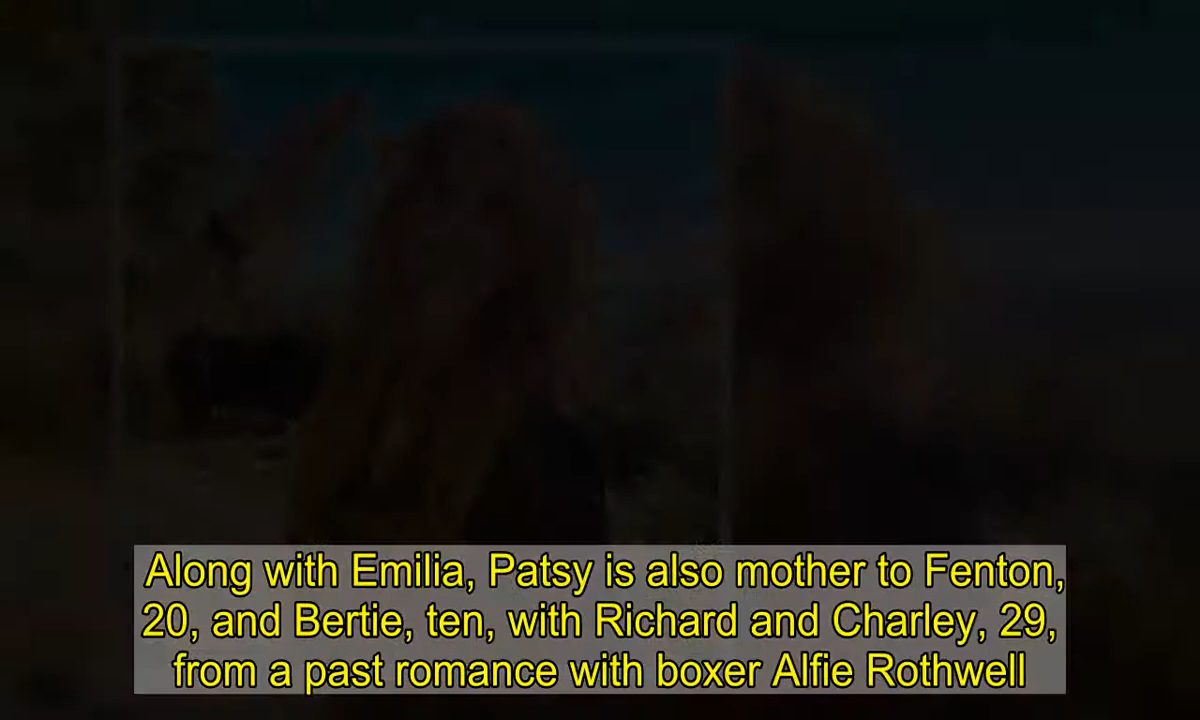 Along with Emilia, Patsy is also mother to Fenton,
20, and Bertie, ten, with Richard and Charley, 29,
from a past romance with boxer Alfie Rothwell